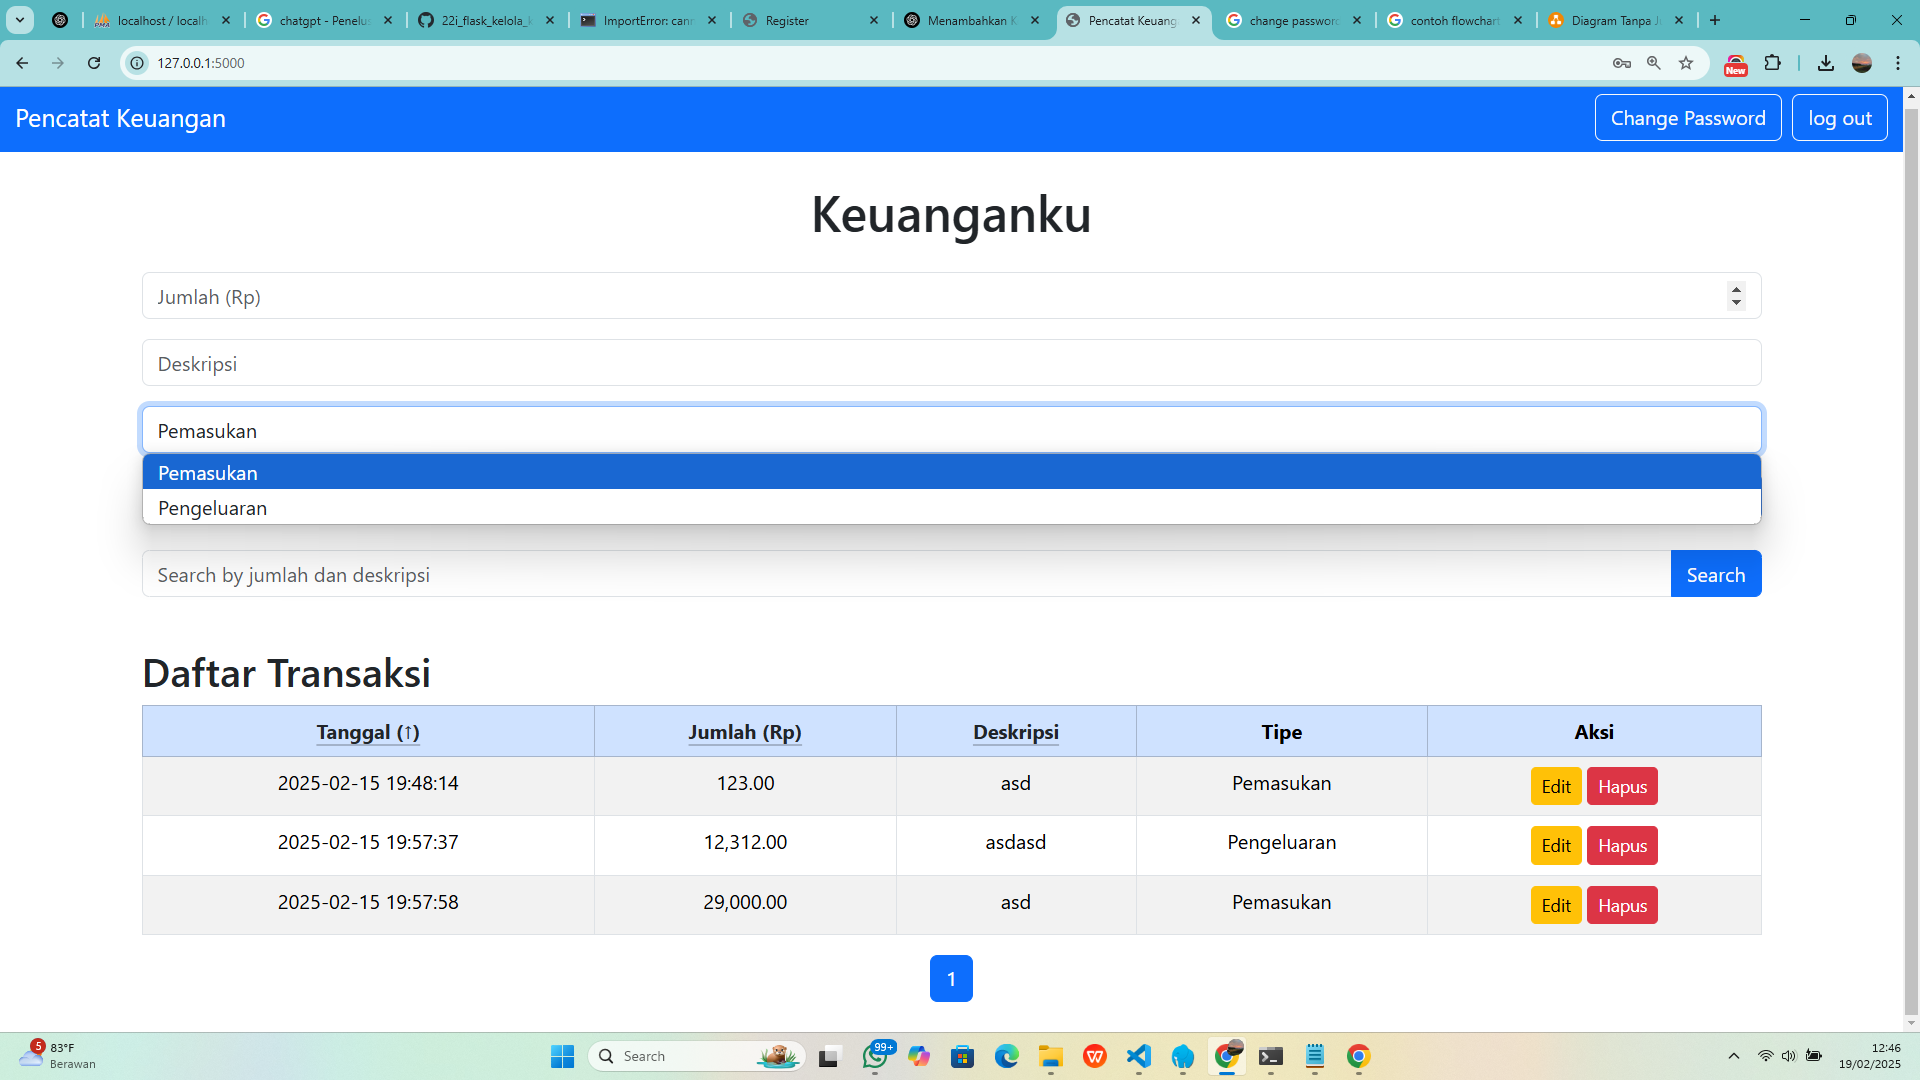 localhost / localh
chatgpt - Penelus
22i_flask_kelola_k
ImportError: cann
Register
Menambahkan K
Pencatat Keuang
change password
contoh flowchart
Diagram Tanpa Ju
127.0.0.1:5000
New
Pencatat Keuangan
Change Password
log out
Keuanganku
Jumlah (Rp)
Deskripsi
Pemasukan
Pemasukan
Pengeluaran
Search by jumlah dan deskripsi
Search
Daftar Transaksi
Tanggal (↑) Jumlah (Rp) Deskripsi Tipe Aksi
2025-02-15 19:48:14 123.00 asd Pemasukan Edit Hapus
2025-02-15 19:57:37 12,312.00 asdasd Pengeluaran Edit Hapus
2025-02-15 19:57:58 29,000.00 asd Pemasukan Edit Hapus
1
5
83°F
Berawan
Search
99+
12:46
19/02/2025